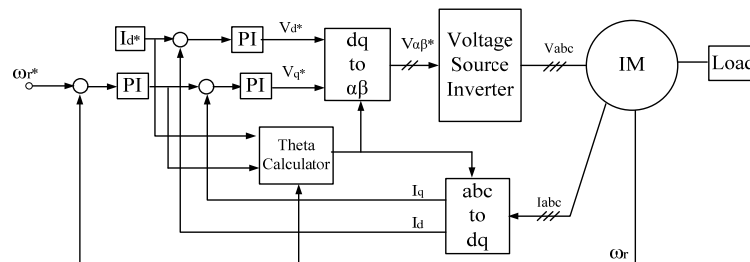 Id*
PI
Vd*
dq
to
αβ
Vαβ*
Voltage
Source
Inverter
Vabc
IM
Load
ωr*
PI
PI
Vq*
Theta
Calculator
Iq
Id
abc
to
dq
Iabc
ωr